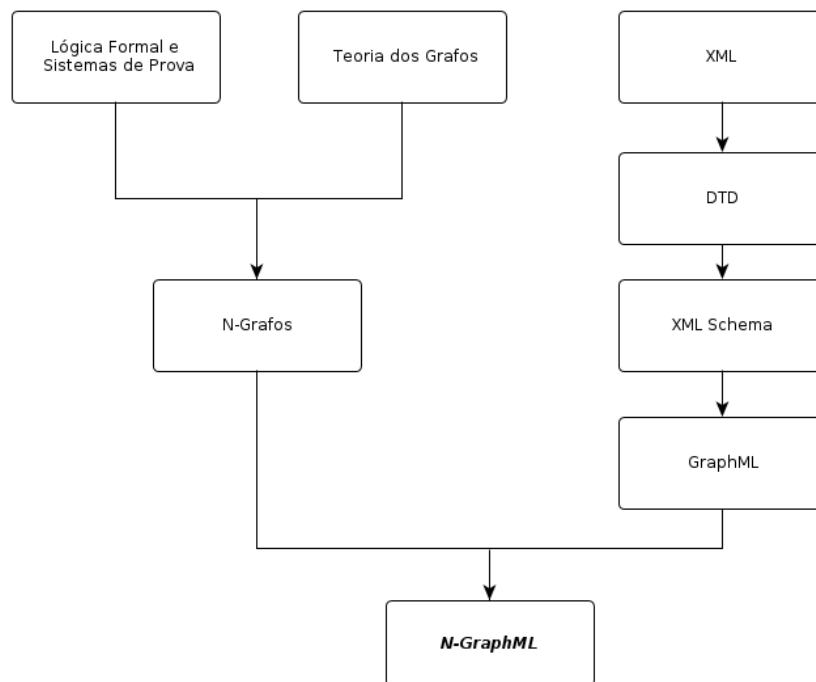 Lógica Formal e
Sistemas de Prova
Teoria dos Grafos
XML
DTD
N-Grafos
XML Schema
GraphML
N-GraphML